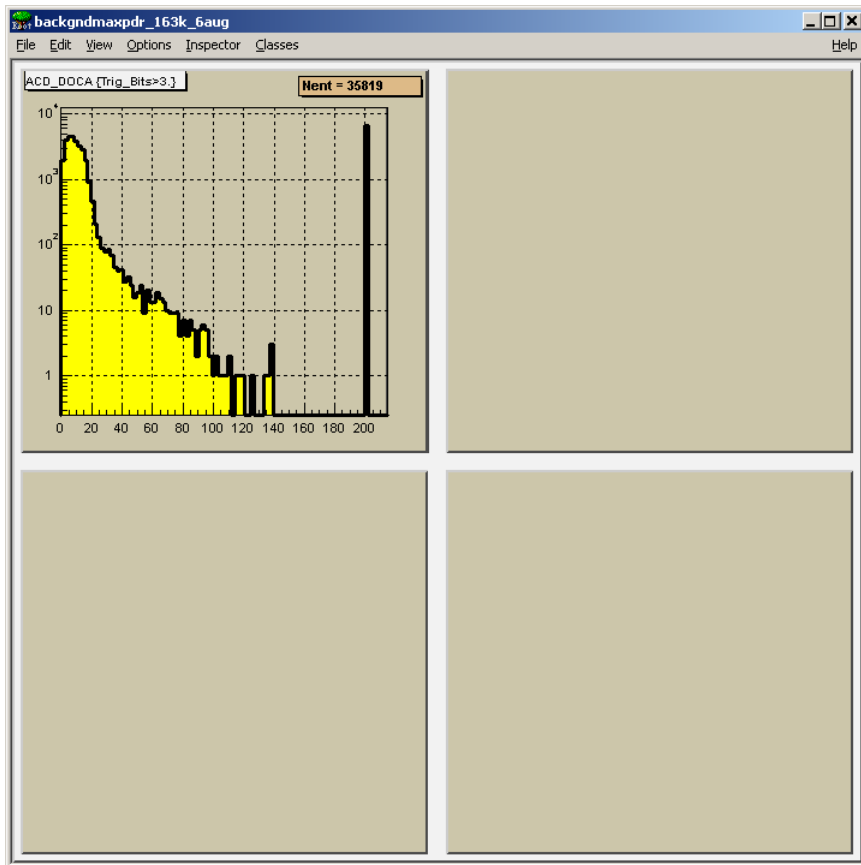 backgndmaxpdr_163k_6aug
File Edit View Options Inspector Classes Help
ACD_DOCA {Trig_Bits>3.}
Nent = 35819
10^4
10^3
10^2
10
1
0 20 40 60 80 100 120 140 160 180 200